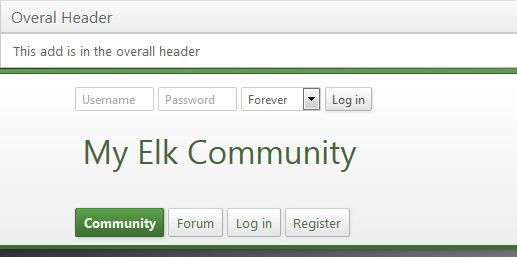 Overal Header
This add is in the overall header
Username Password Forever Log in
My Elk Community
Community Forum Log in Register